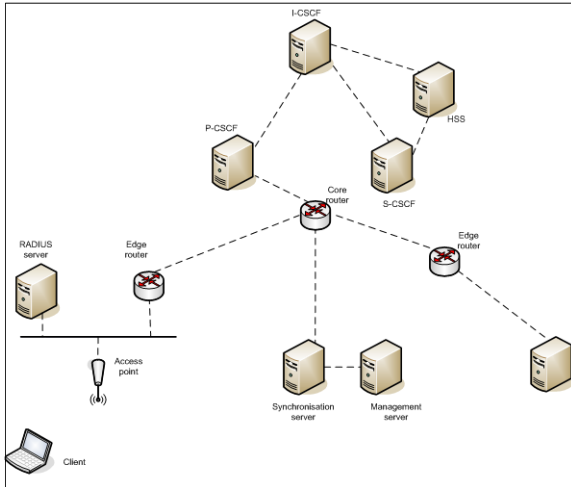 I-CSCF
HSS
P-CSCF
S-CSCF
Core
router
RADIUS
server
Edge
router
Edge
router
Access
point
Synchronisation
server
Management
server
Client